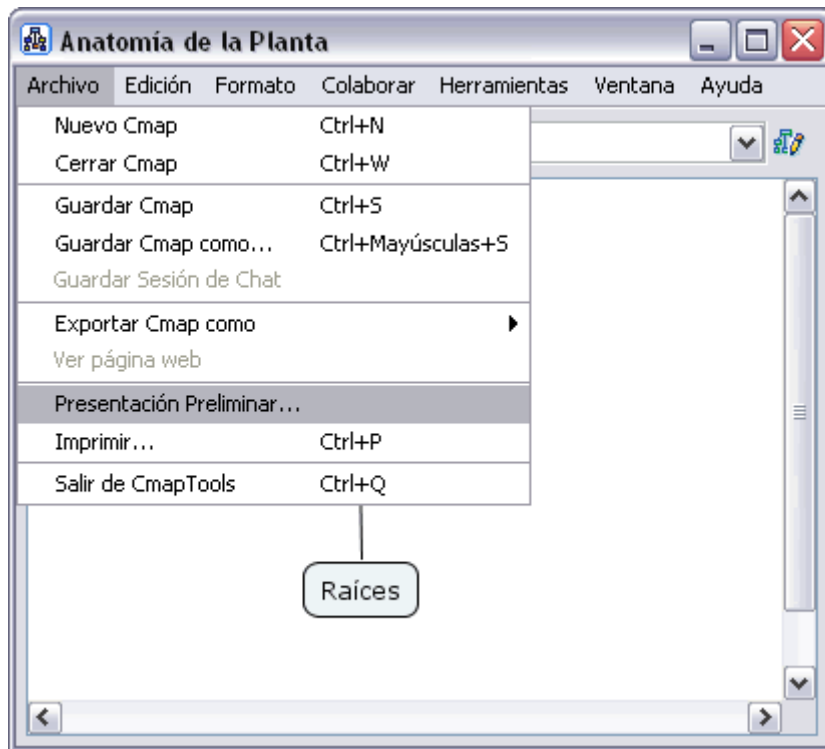 Anatomía de la Planta
Archivo Edición Formato Colaborar Herramientas Ventana Ayuda
Nuevo Cmap Ctrl+N
Cerrar Cmap Ctrl+W
Guardar Cmap Ctrl+S
Guardar Cmap como... Ctrl+Mayúsculas+S
Guardar Sesión de Chat
Exportar Cmap como
Ver página web
Presentación Preliminar...
Imprimir... Ctrl+P
Salir de CmapTools Ctrl+Q
Raíces